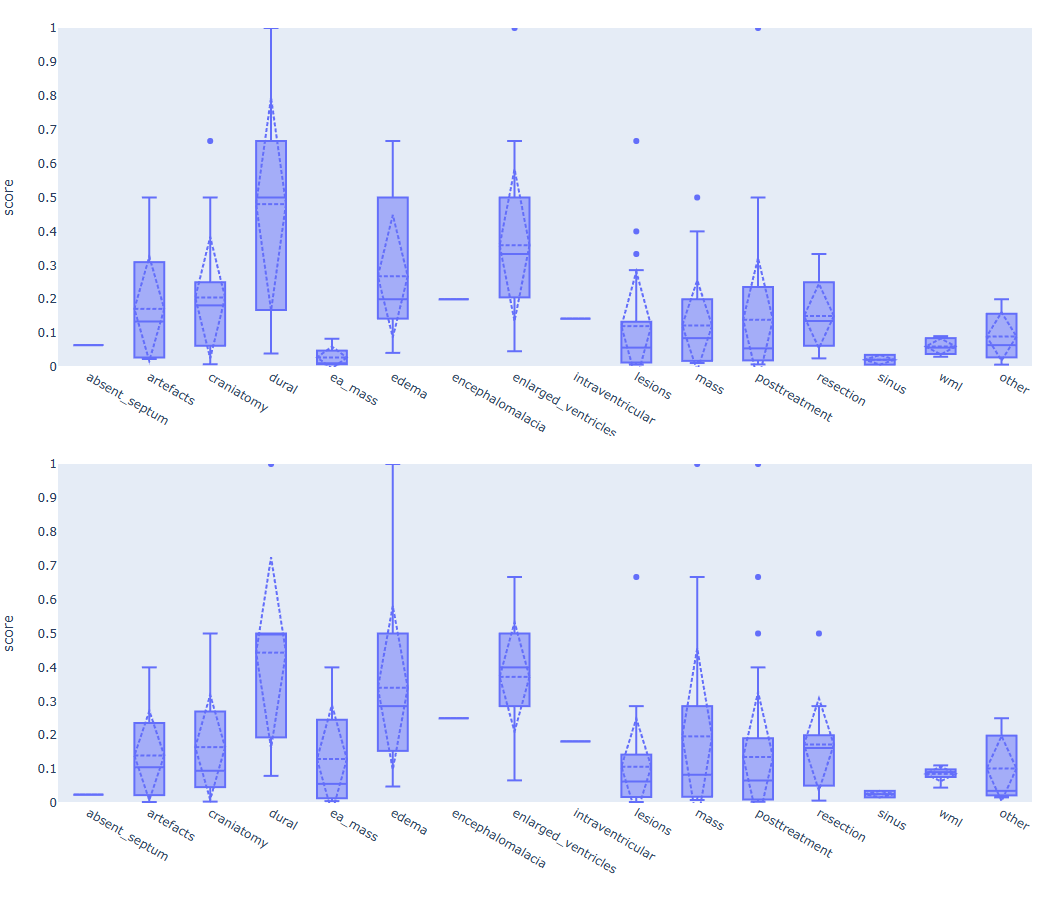 1
0.9
0.8
0.7
0.6
0.5
0.4
0.3
0.2
0.1
0
score
absent_septum
artefacts
craniatomy
dural
ea_mass
edema
encephalomalacia
enlarged_ventricles
intraventricular
lesions
mass
posttreatment
resection
sinus
wml
other
1
0.9
0.8
0.7
0.6
0.5
0.4
0.3
0.2
0.1
0
score
absent_septum
artefacts
craniatomy
dural
ea_mass
edema
encephalomalacia
enlarged_ventricles
intraventricular
lesions
mass
posttreatment
resection
sinus
wml
other